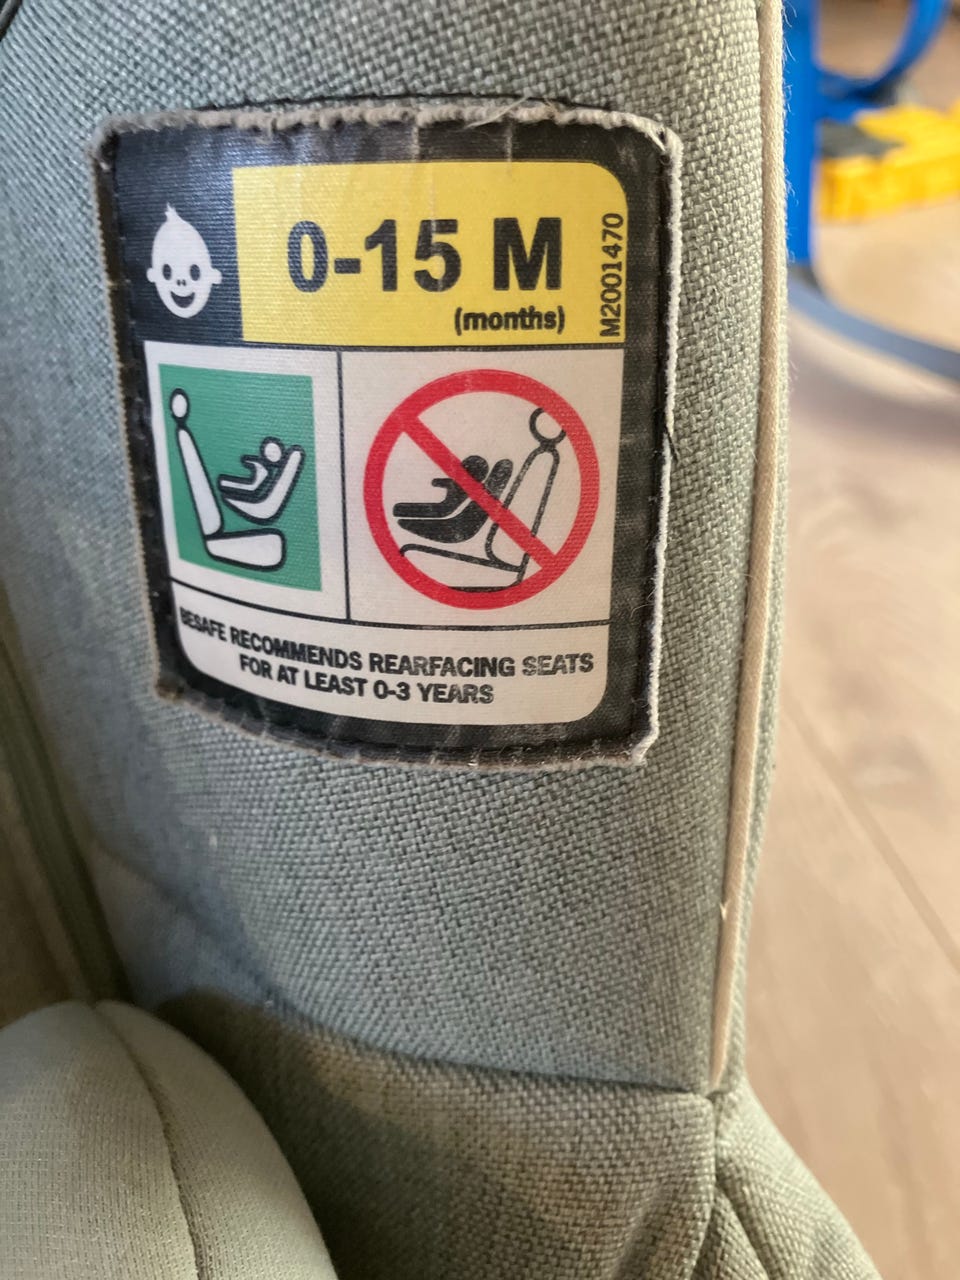 0-15 M
(months)
M2001470
BESAFE RECOMMENDS REARFACING SEATS
FOR AT LEAST 0-3 YEARS